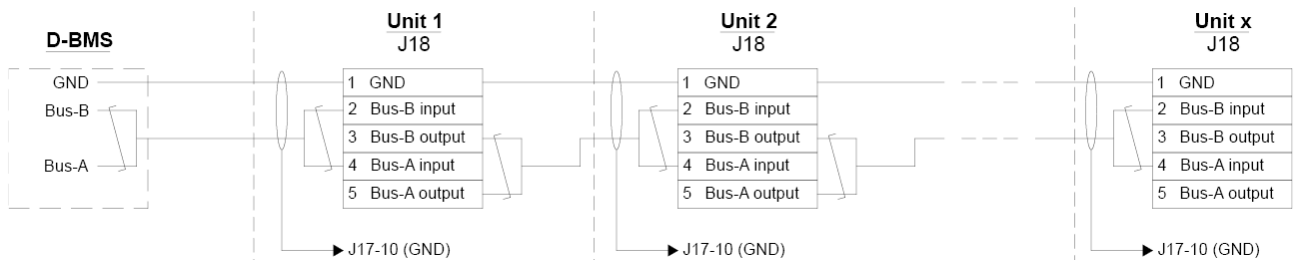 D-BMS
GND
Bus-B
Bus-A
Unit 1
J18
1 GND
2 Bus-B input
3 Bus-B output
4 Bus-A input
5 Bus-A output
J17-10 (GND)
Unit 2
J18
1 GND
2 Bus-B input
3 Bus-B output
4 Bus-A input
5 Bus-A output
J17-10 (GND)
Unit x
J18
1 GND
2 Bus-B input
3 Bus-B output
4 Bus-A input
5 Bus-A output
J17-10 (GND)